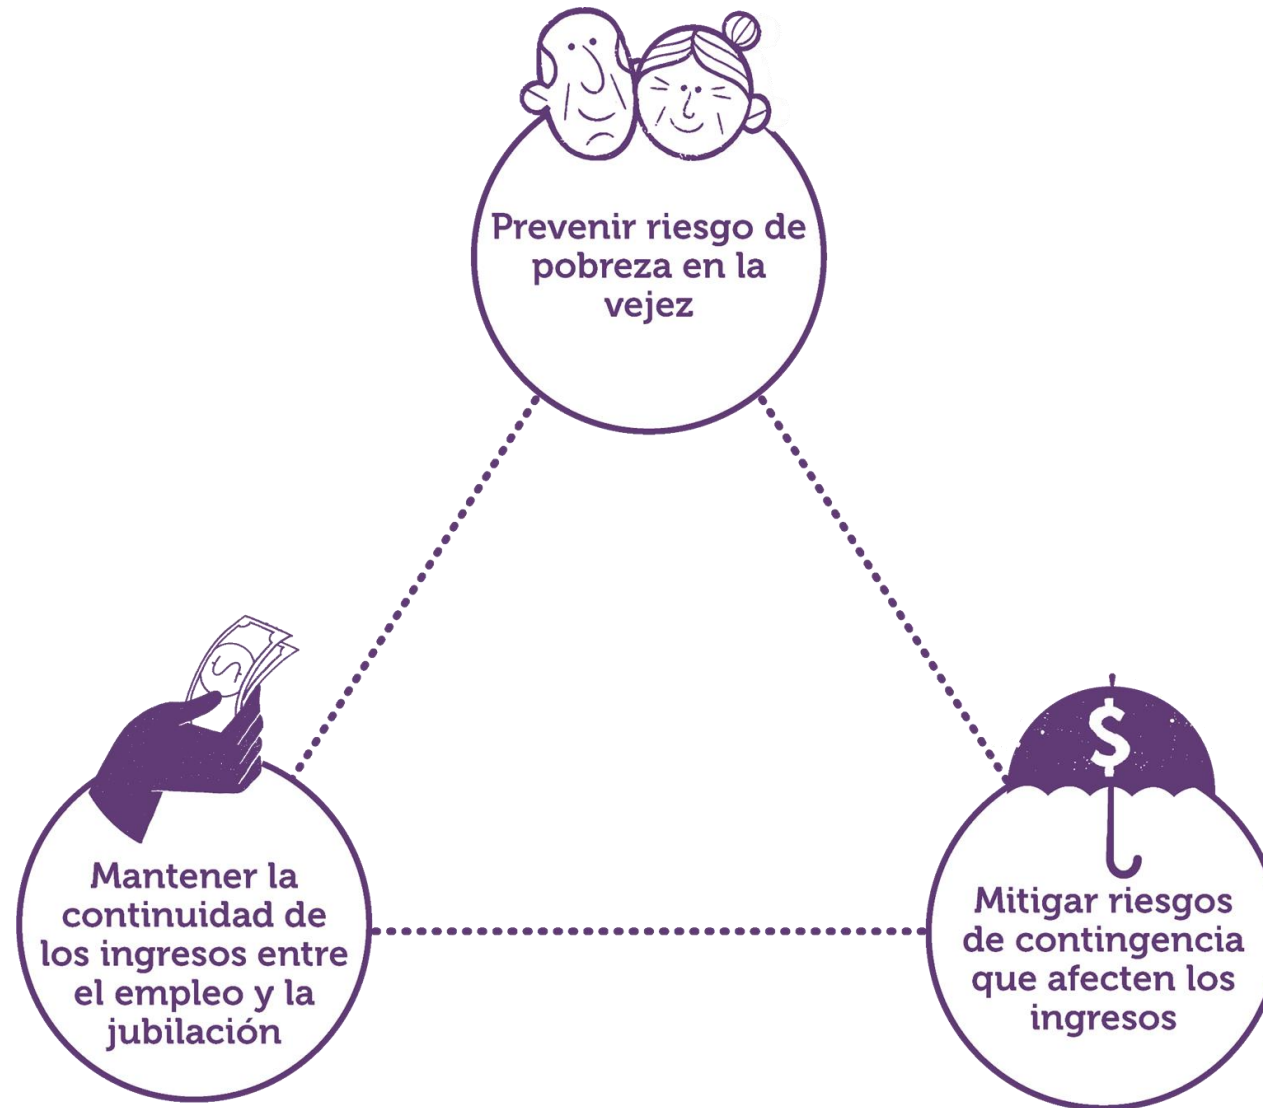 Prevenir riesgo de
pobreza en la
vejez
$
$
Mantener la
continuidad de
los ingresos entre
el empleo y la
jubilación
Mitigar riesgos
de contingencia
que afecten los
ingresos